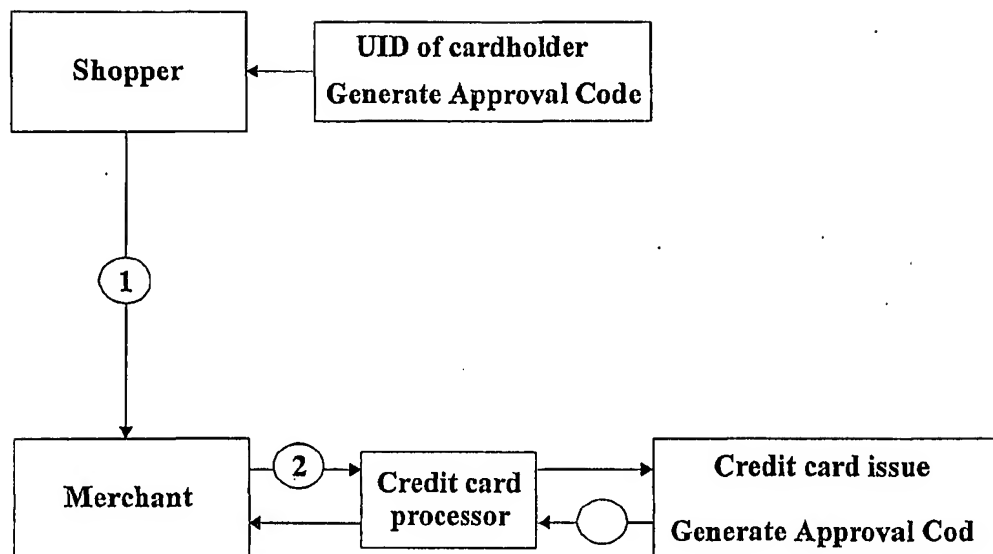 Shopper
UID of cardholder
Generate Approval Code
1
Merchant
2
Credit card
processor
Credit card issue
Generate Approval Cod